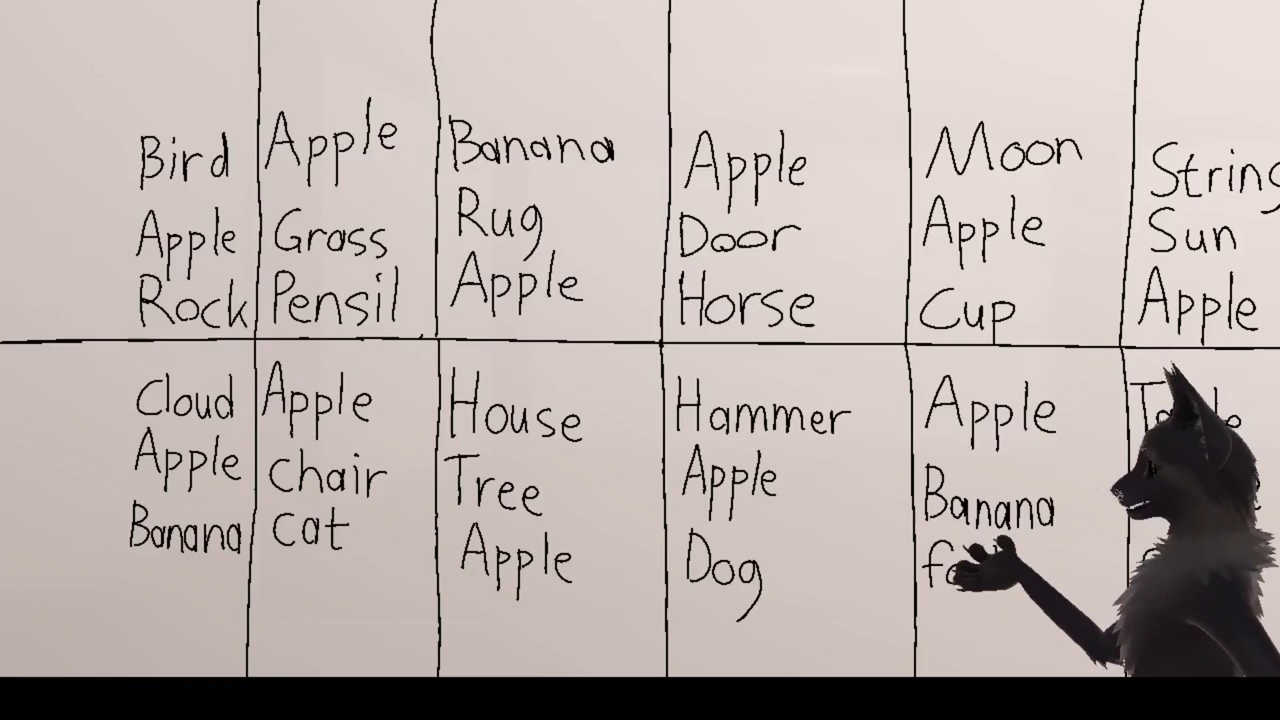 Bird
Apple
Rock
Apple
Grass
Pensil
Banana
Rug
Apple
Apple
Door
Horse
Moon
Apple
Cup
String
Sun
Apple
Cloud
Apple
Banana
Apple
Chair
Cat
House
Tree
Apple
Hammer
Apple
Dog
Apple
Banana